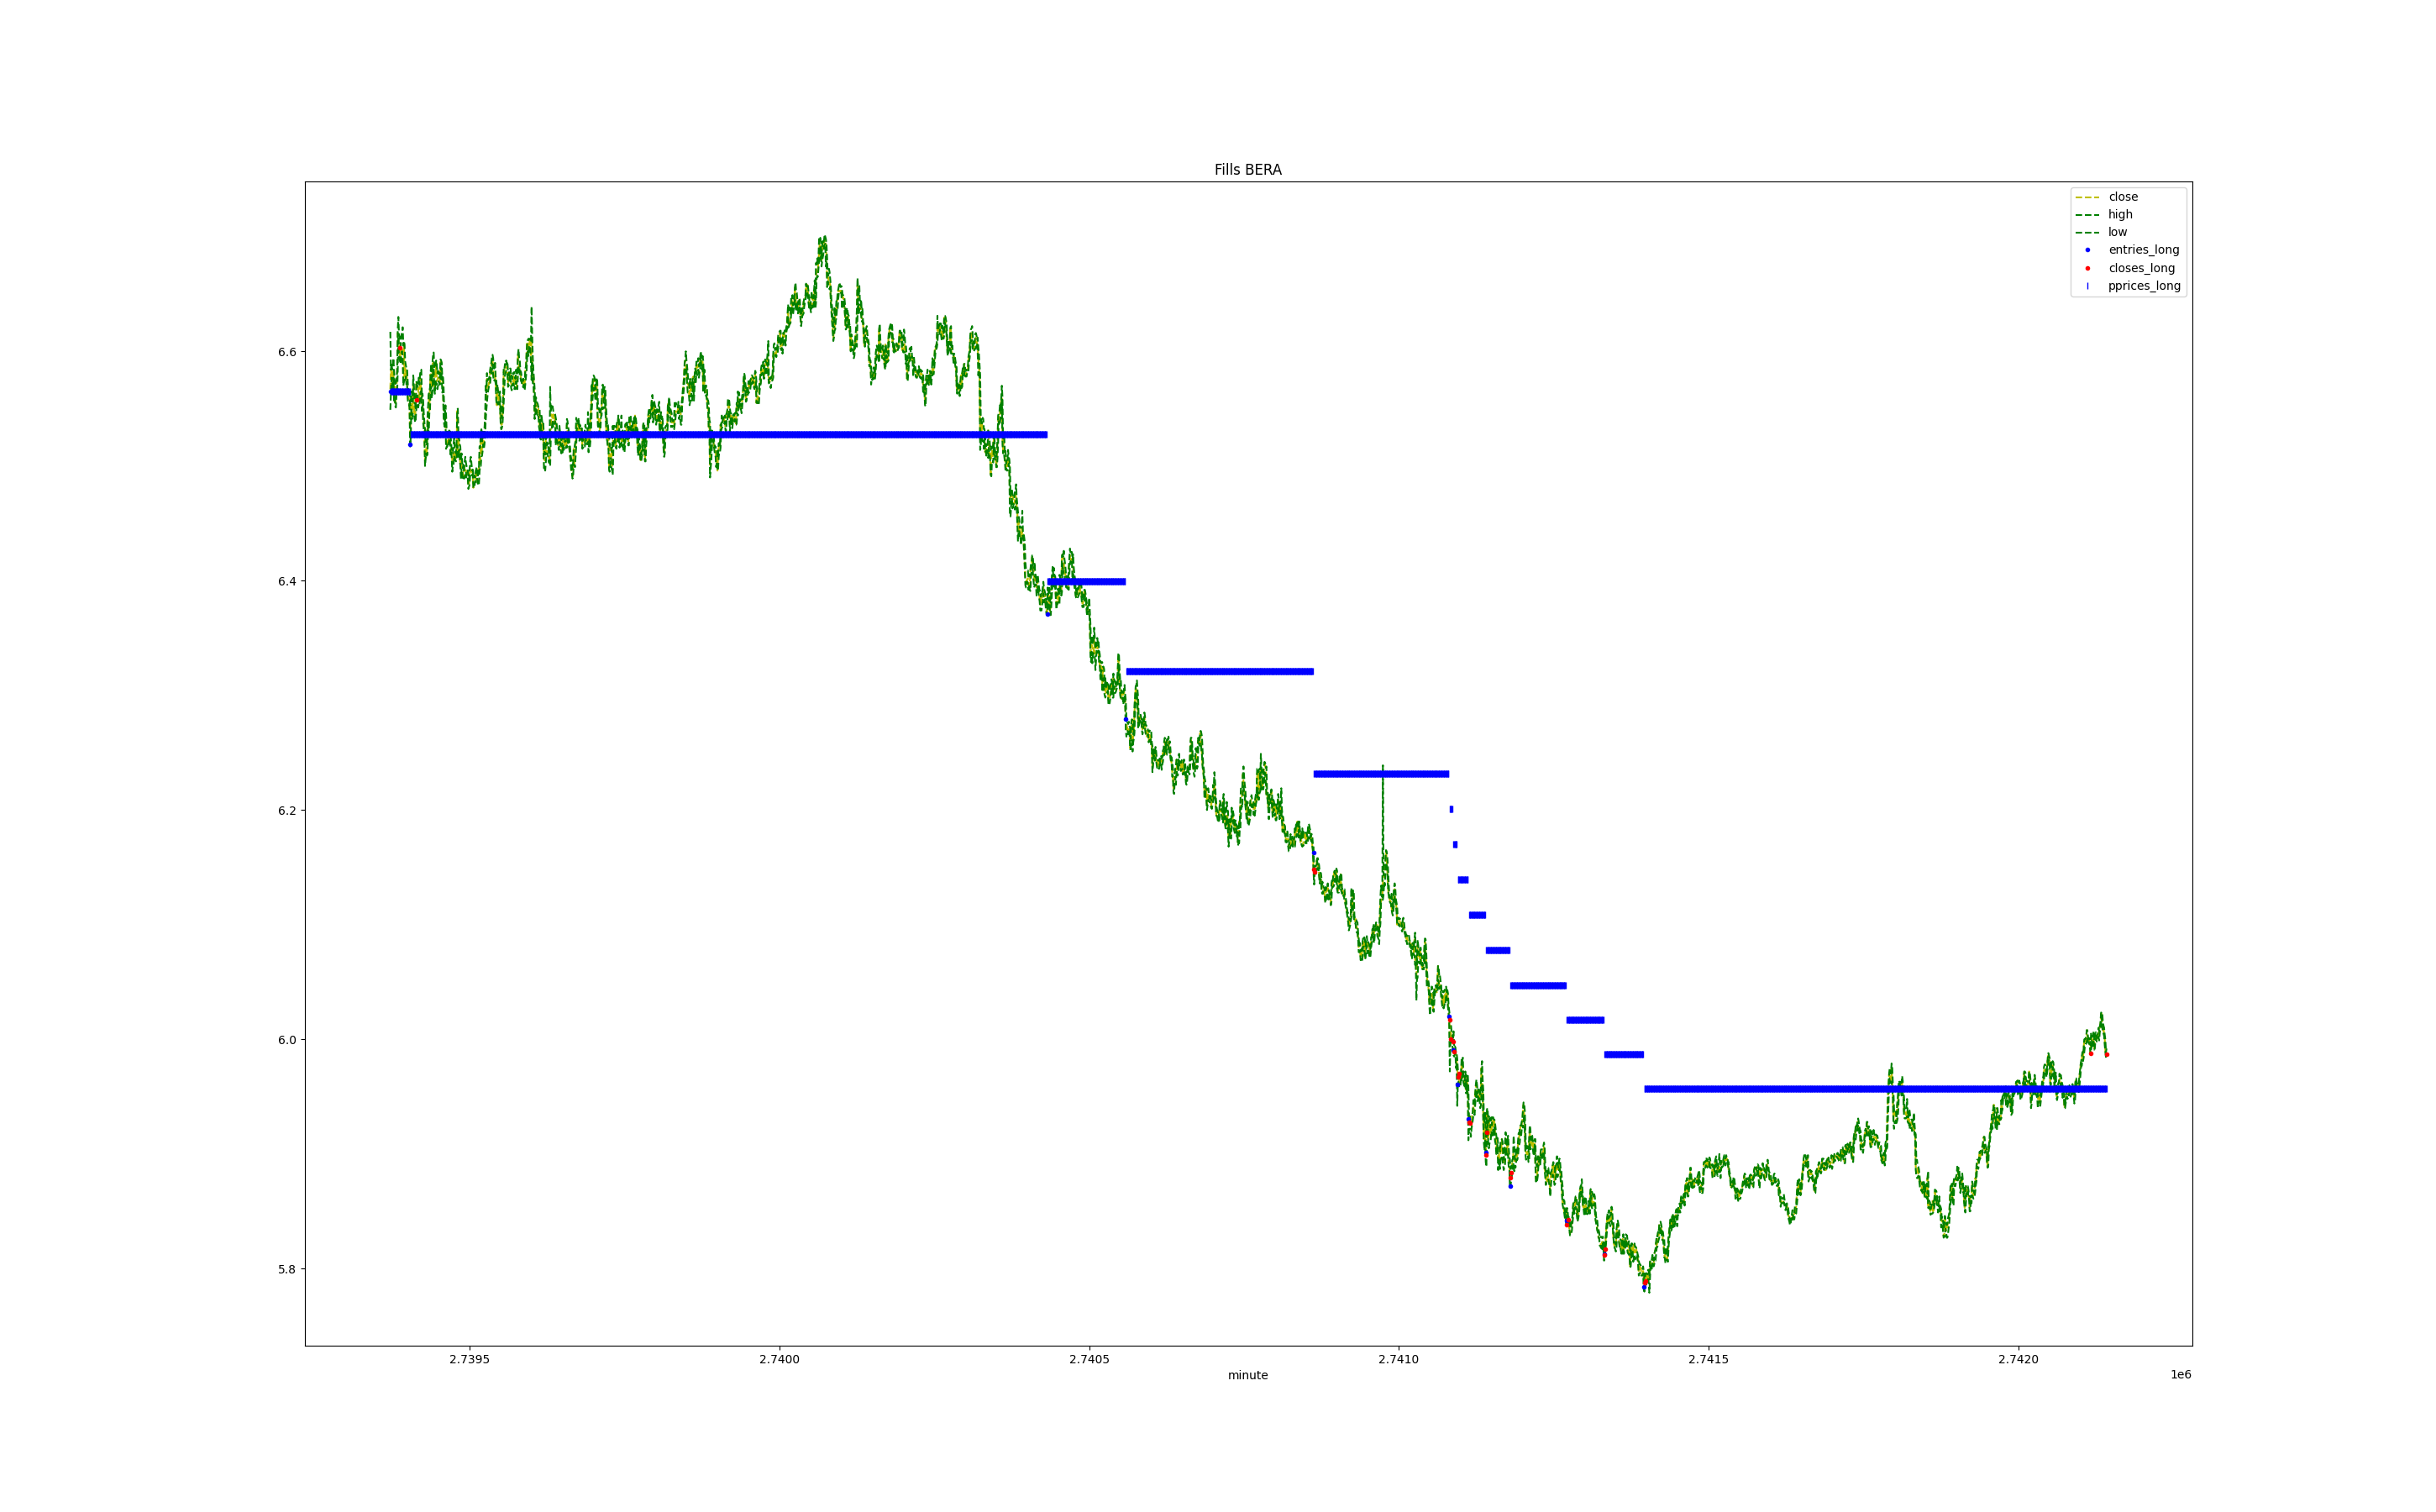 Fills BERA
close
high
low
entries_long
closes_long
pprices_long
6.6
6.4
6.2
6.0
5.8
2.7395 2.7400 2.7405 2.7410 2.7415 2.7420
minute 1e6